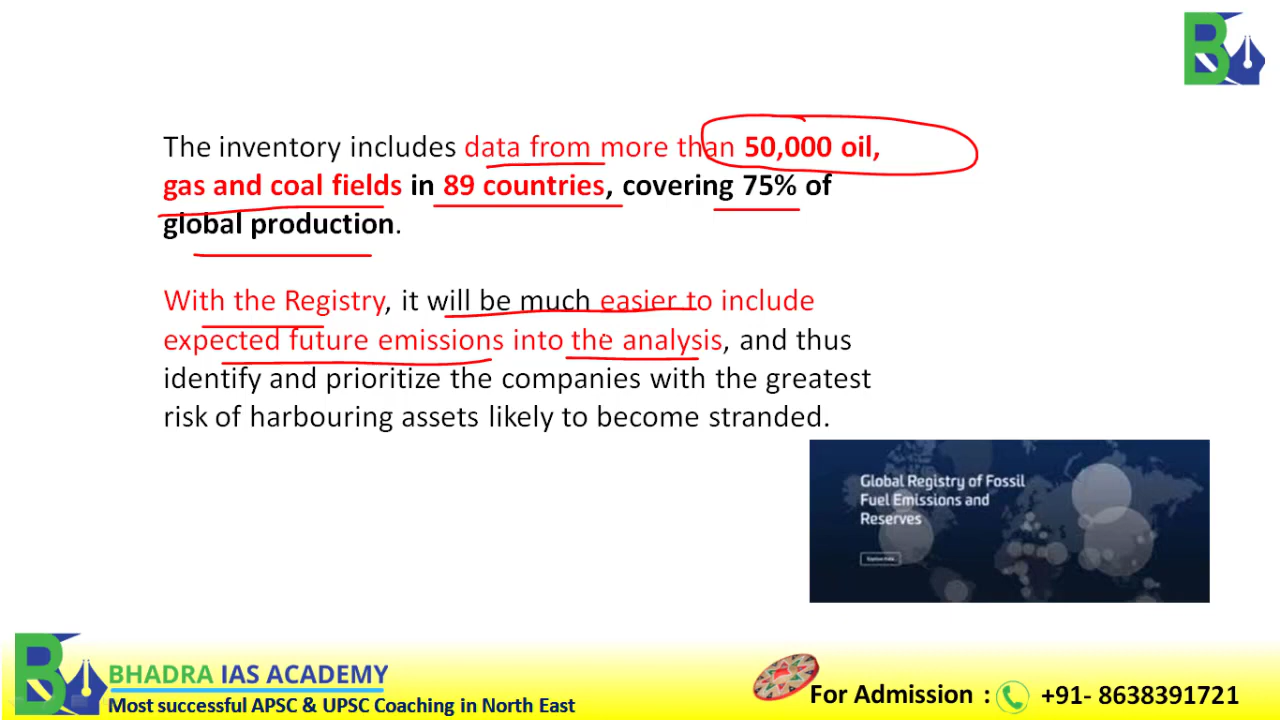 The inventory includes data from more than 50,000 oil,
gas and coal fields in 89 countries, covering 75% of
global production.
With the Registry, it will be much easier to include
expected future emissions into the analysis, and thus
identify and prioritize the companies with the greatest
risk of harbouring assets likely to become stranded.
Global Registry of Fossil
Fuel Emissions and
Reserves
BHADRA IAS ACADEMY
Most successful APSC & UPSC Coaching in North East
For Admission : +91- 8638391721